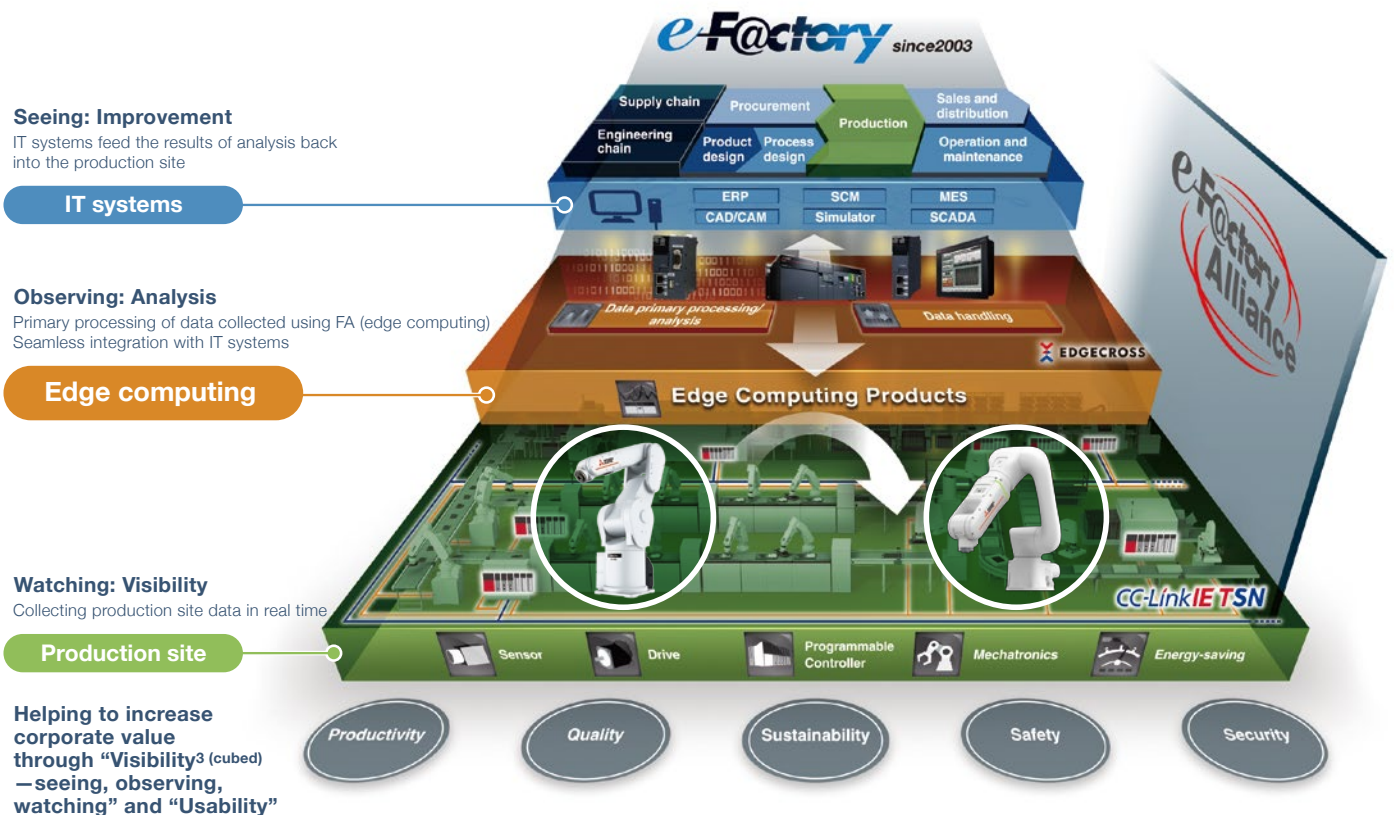 e-F@ctory since2003
Supply chain
Procurement
Production
Sales and
distribution
Engineering
chain
Product
design
Process
design
Operation and
maintenance
Seeing: Improvement
IT systems feed the results of analysis back
into the production site
IT systems
ERP
SCM
MES
CAD/CAM
Simulator
SCADA
e-F@ctory
Alliance
Observing: Analysis
Primary processing of data collected using FA (edge computing)
Seamless integration with IT systems
Edge computing
Data primary processing/
analysis
Data handling
EDGECROSS
Edge Computing Products
CC-Link IE TSN
Watching: Visibility
Collecting production site data in real time
Production site
Sensor
Drive
Programmable
Controller
Mechatronics
Energy-saving
Helping to increase
corporate value
through “Visibility³ (cubed)
—seeing, observing,
watching” and “Usability”
Productivity
Quality
Sustainability
Safety
Security